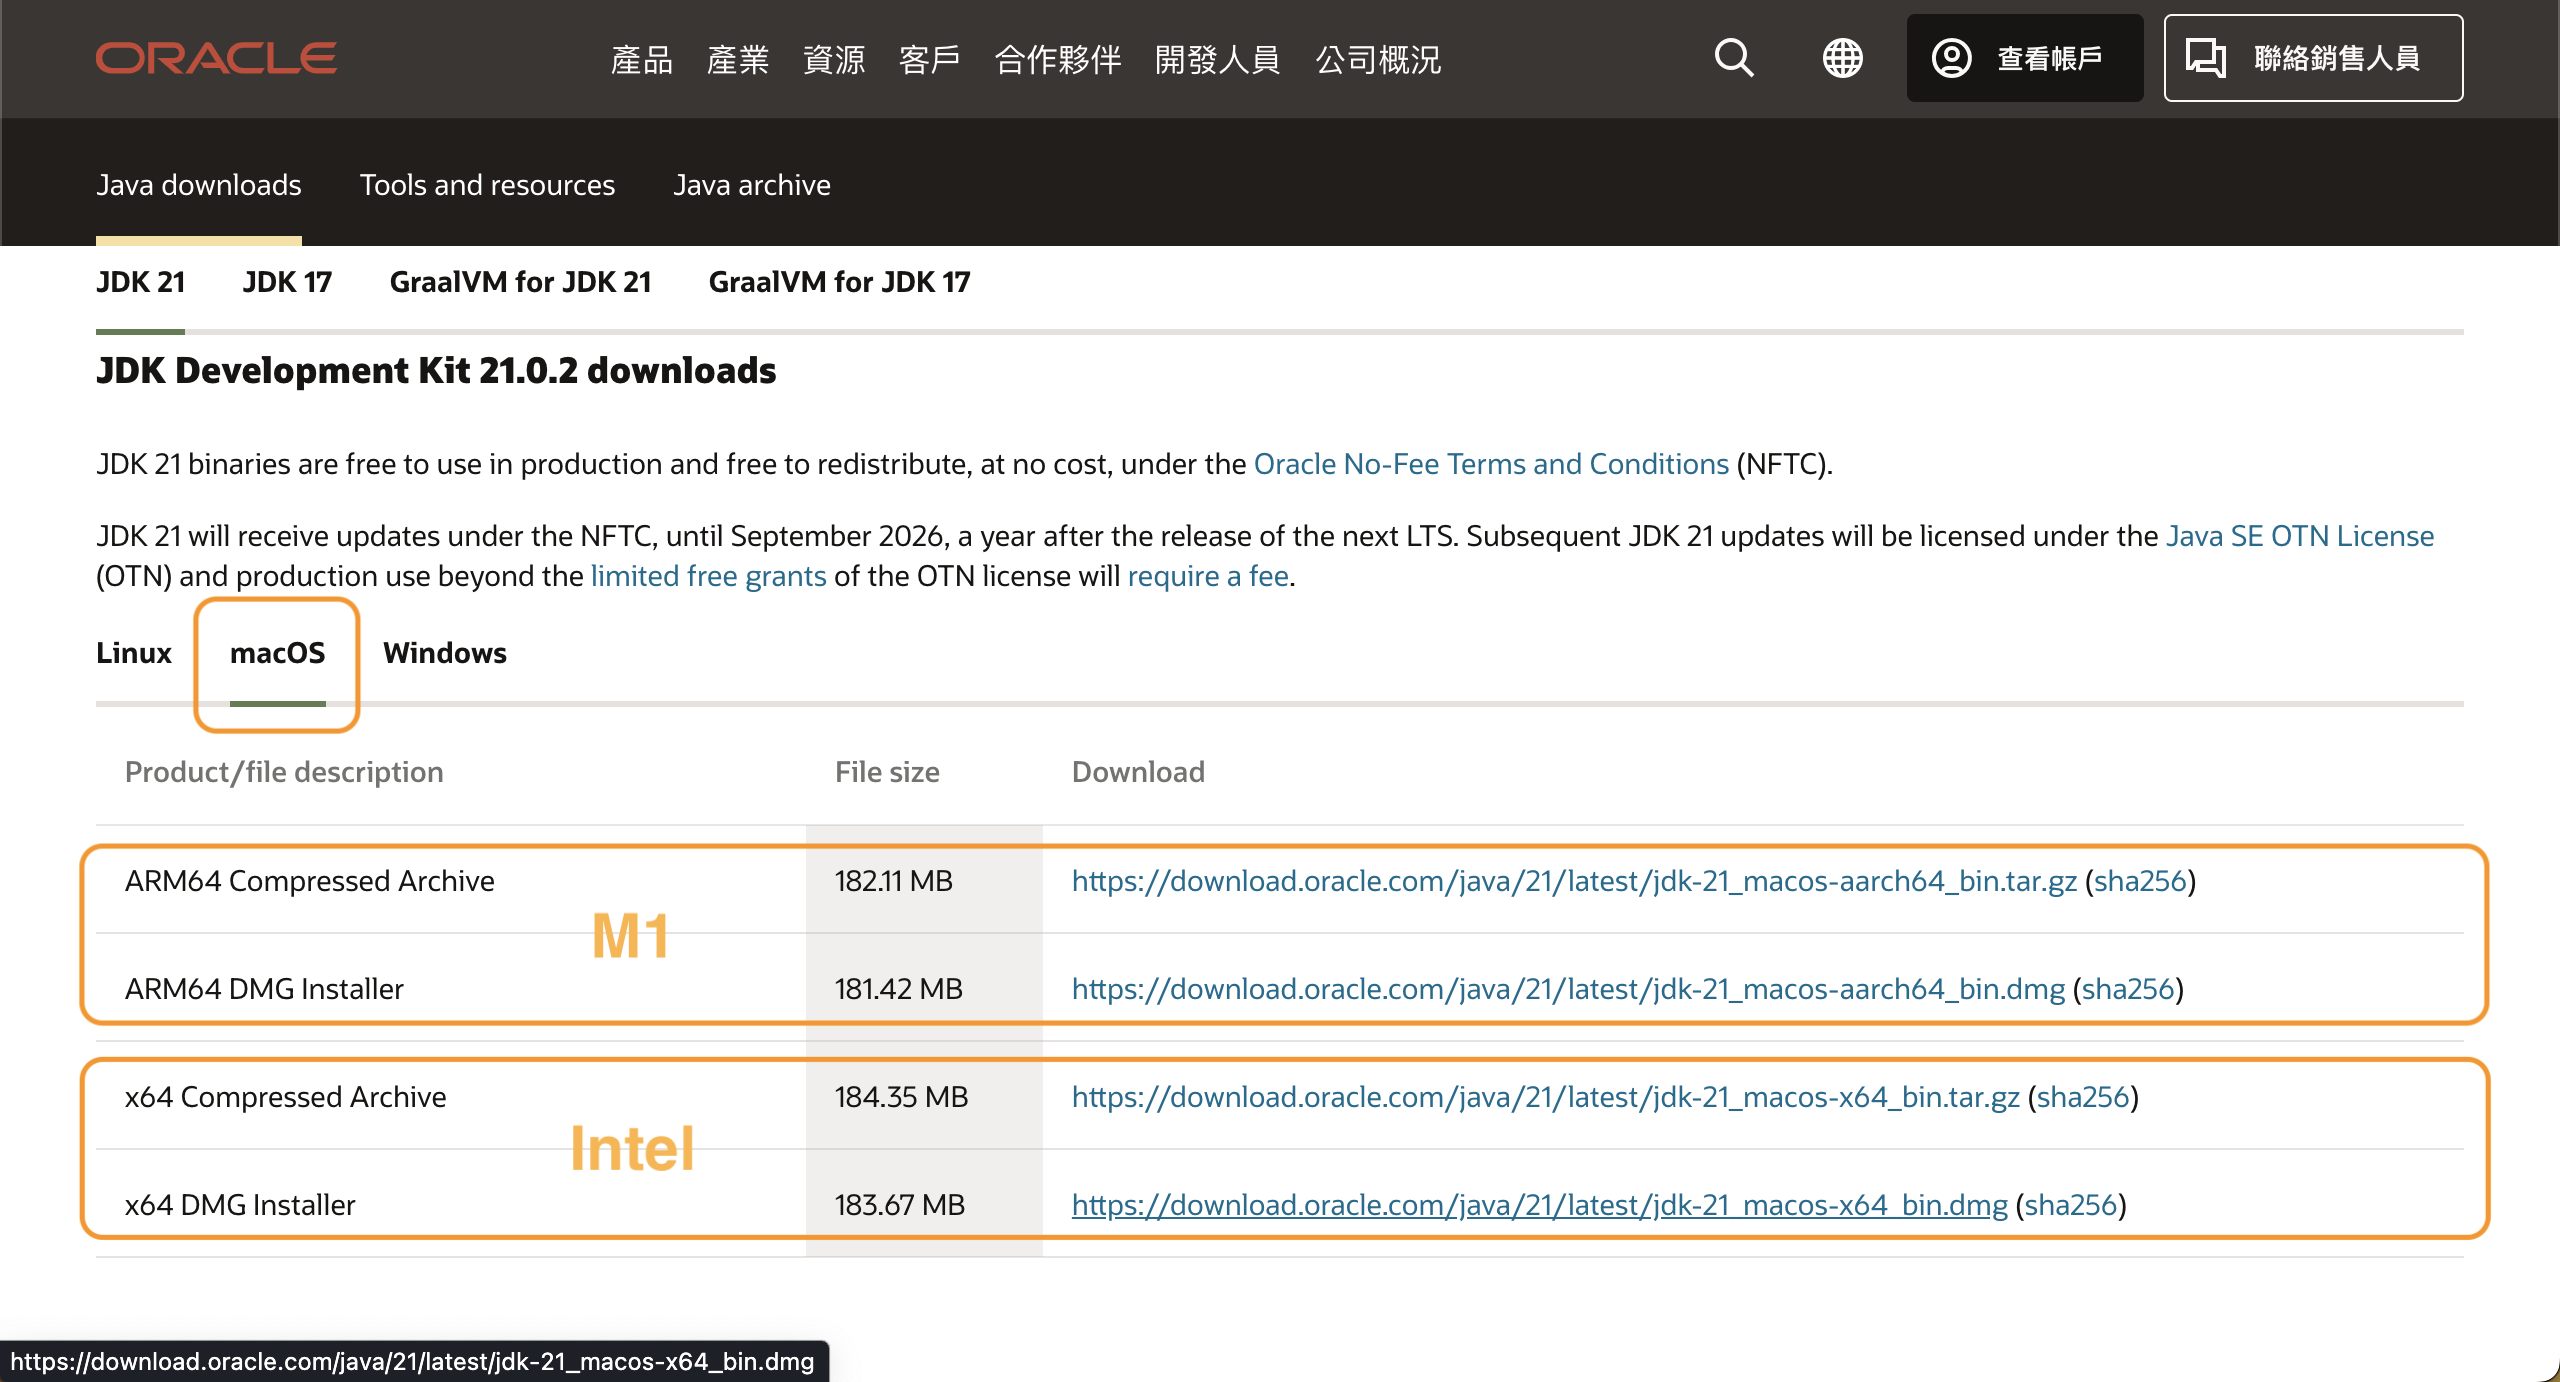 ORACLE
產品 產業 資源 客戶 合作夥伴 開發人員 公司概況
查看帳戶
聯絡銷售人員
Java downloads Tools and resources Java archive
JDK 21 JDK 17 GraalVM for JDK 21 GraalVM for JDK 17
JDK Development Kit 21.0.2 downloads
JDK 21 binaries are free to use in production and free to redistribute, at no cost, under the Oracle No-Fee Terms and Conditions (NFTC).
JDK 21 will receive updates under the NFTC, until September 2026, a year after the release of the next LTS. Subsequent JDK 21 updates will be licensed under the Java SE OTN License
(OTN) and production use beyond the limited free grants of the OTN license will require a fee.
Linux macOS Windows
Product/file description File size Download
ARM64 Compressed Archive 182.11 MB https://download.oracle.com/java/21/latest/jdk-21_macos-aarch64_bin.tar.gz (sha256)
M1
ARM64 DMG Installer 181.42 MB https://download.oracle.com/java/21/latest/jdk-21_macos-aarch64_bin.dmg (sha256)
x64 Compressed Archive 184.35 MB https://download.oracle.com/java/21/latest/jdk-21_macos-x64_bin.tar.gz (sha256)
Intel
x64 DMG Installer 183.67 MB https://download.oracle.com/java/21/latest/jdk-21_macos-x64_bin.dmg (sha256)
https://download.oracle.com/java/21/latest/jdk-21_macos-x64_bin.dmg